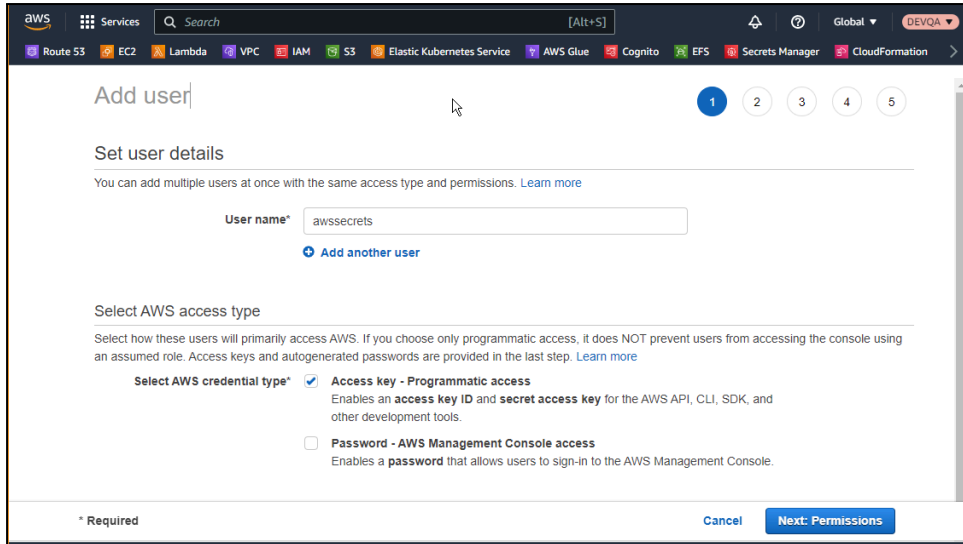 aws Services Search [Alt+S] Global DEVQA
Route 53 EC2 Lambda VPC IAM S3 Elastic Kubernetes Service AWS Glue Cognito EFS Secrets Manager CloudFormation
Add user 1 2 3 4 5
Set user details
You can add multiple users at once with the same access type and permissions. Learn more
User name* awssecrets
Add another user
Select AWS access type
Select how these users will primarily access AWS. If you choose only programmatic access, it does NOT prevent users from accessing the console using
an assumed role. Access keys and autogenerated passwords are provided in the last step. Learn more
Select AWS credential type* Access key - Programmatic access
Enables an access key ID and secret access key for the AWS API, CLI, SDK, and
other development tools.
Password - AWS Management Console access
Enables a password that allows users to sign-in to the AWS Management Console.
* Required Cancel Next: Permissions